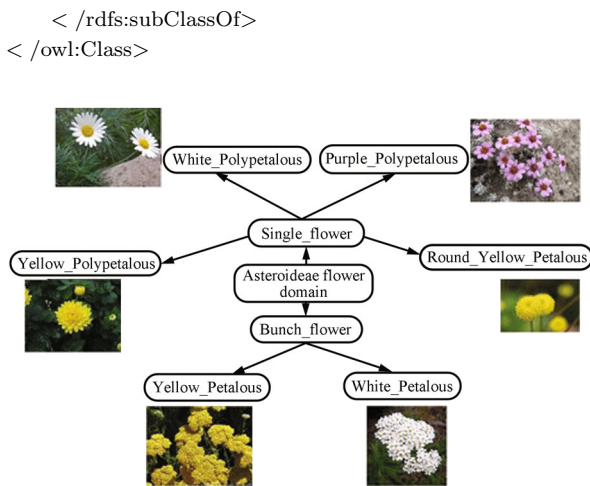 < /rdfs:subClassOf>
< /owl:Class>
White_Polypetalous
Purple_Polypetalous
Single_flower
Yellow_Polypetalous
Round_Yellow_Petalous
Asteroideae flower
domain
Bunch_flower
Yellow_Petalous
White_Petalous